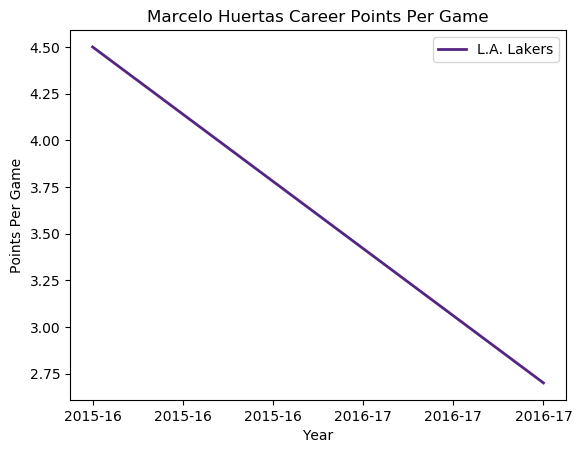 Marcelo Huertas Career Points Per Game
L.A. Lakers
Points Per Game
4.50
4.25
4.00
3.75
3.50
3.25
3.00
2.75
2015-16 2015-16 2015-16 2016-17 2016-17 2016-17
Year